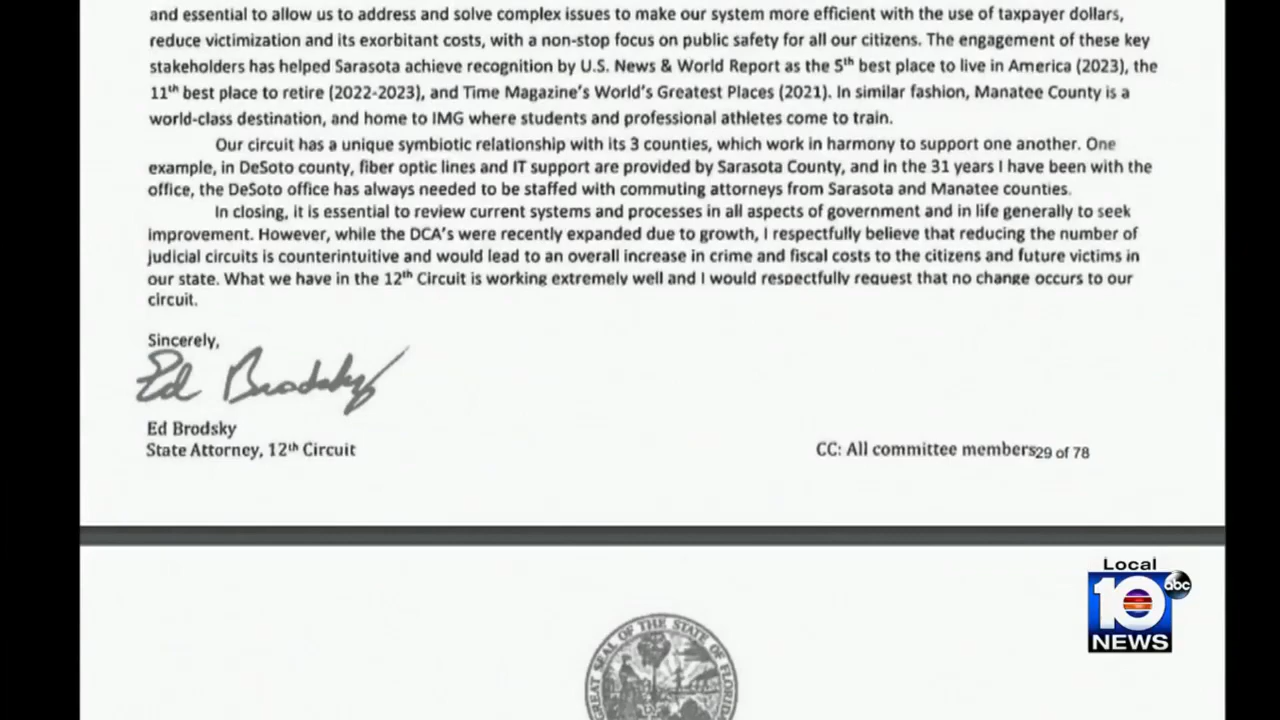 and essential to allow us to address and solve complex issues to make our system more efficient with the use of taxpayer dollars,
reduce victimization and its exorbitant costs, with a non-stop focus on public safety for all our citizens. The engagement of these key
stakeholders has helped Sarasota achieve recognition by U.S. News & World Report as the 5th best place to live in America (2023), the
11th best place to retire (2022-2023), and Time Magazine's World's Greatest Places (2021). In similar fashion, Manatee County is a
world-class destination, and home to IMG where students and professional athletes come to train.
Our circuit has a unique symbiotic relationship with its 3 counties, which work in harmony to support one another. One
example, in DeSoto county, fiber optic lines and IT support are provided by Sarasota County, and in the 31 years I have been with the
office, the DeSoto office has always needed to be staffed with commuting attorneys from Sarasota and Manatee counties.
In closing, it is essential to review current systems and processes in all aspects of government and in life generally to seek
improvement. However, while the DCA's were recently expanded due to growth, I respectfully believe that reducing the number of
judicial circuits is counterintuitive and would lead to an overall increase in crime and fiscal costs to the citizens and future victims in
our state. What we have in the 12th Circuit is working extremely well and I would respectfully request that no change occurs to our
circuit.
Sincerely,
Ed Brodsky
Ed Brodsky
State Attorney, 12th Circuit
CC: All committee members29 of 78
GREAT SEAL OF THE STATE OF FLORIDA
Local
10 abc
NEWS